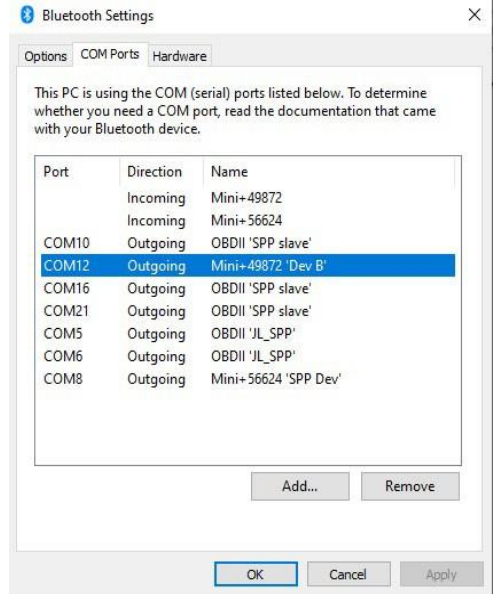 Bluetooth Settings
Options COM Ports Hardware
This PC is using the COM (serial) ports listed below. To determine
whether you need a COM port, read the documentation that came
with your Bluetooth device.
Port Direction Name
Incoming Mini+49872
Incoming Mini+56624
COM10 Outgoing OBDII 'SPP slave'
COM12 Outgoing Mini+49872 'Dev B'
COM16 Outgoing OBDII 'SPP slave'
COM21 Outgoing OBDII 'SPP slave'
COM5 Outgoing OBDII 'JL_SPP'
COM6 Outgoing OBDII 'JL_SPP'
COM8 Outgoing Mini+56624 'SPP Dev'
Add... Remove
OK Cancel Apply